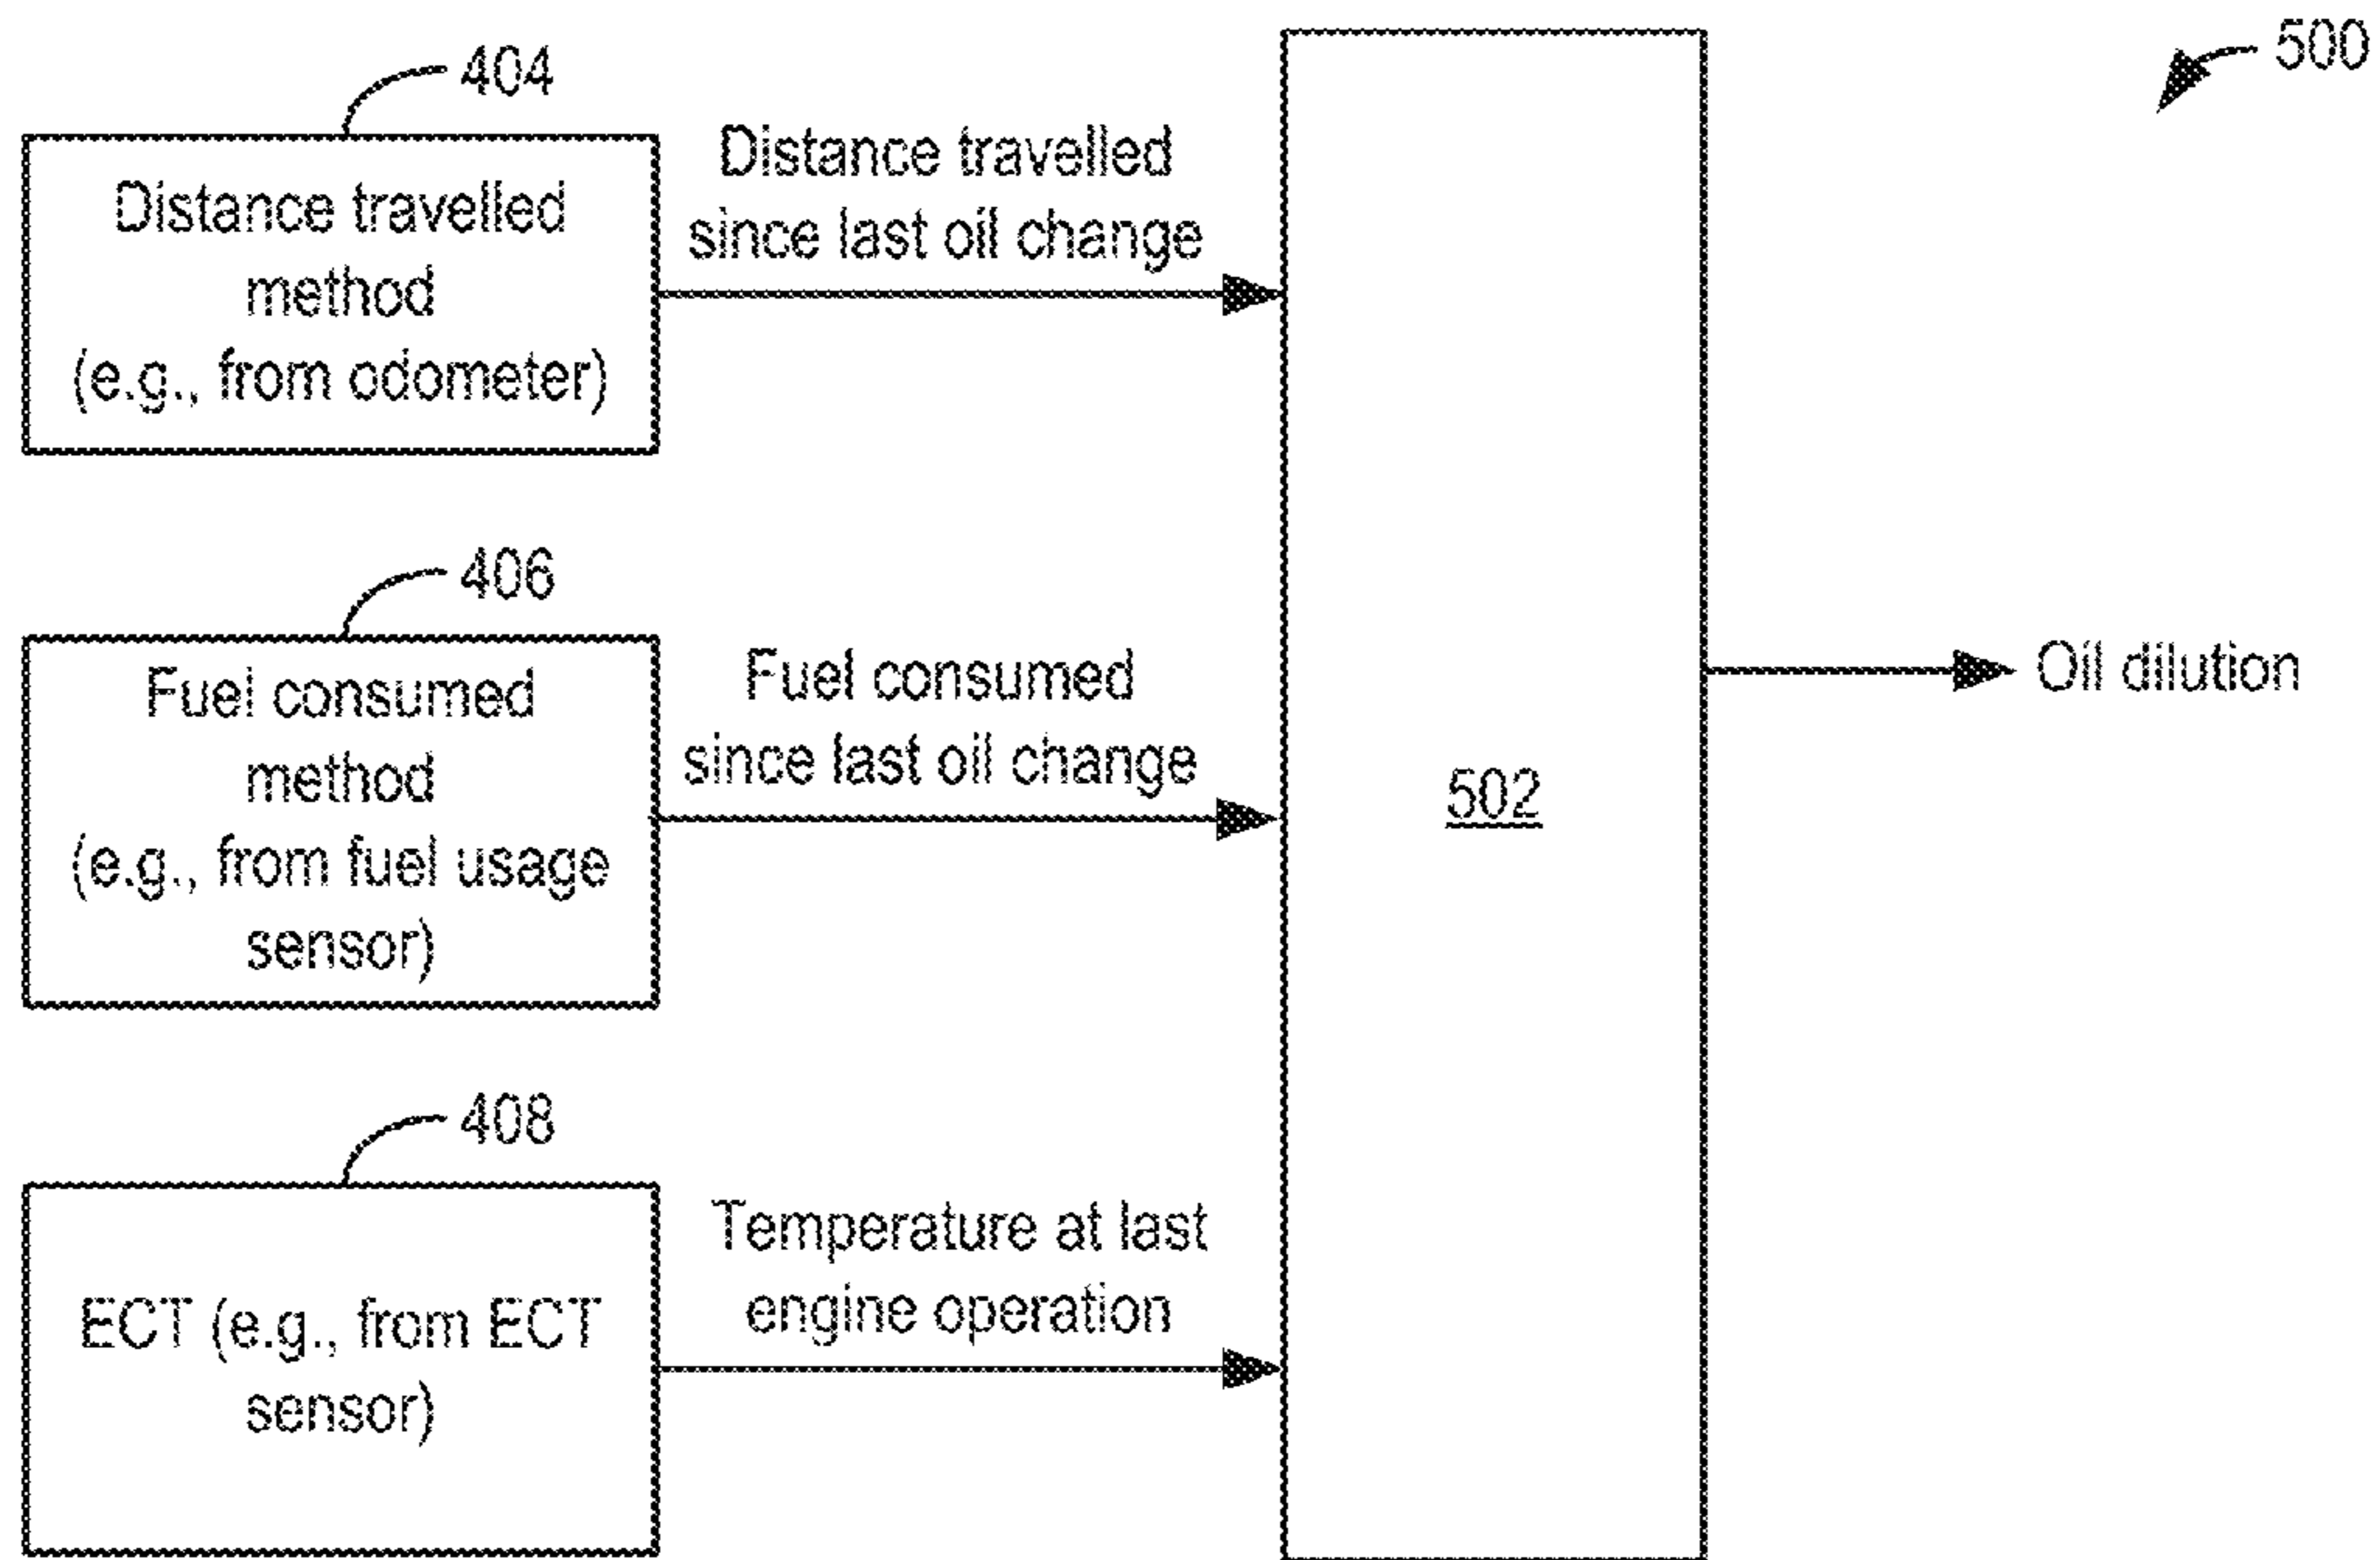 500
404
Distance travelled
method
(e.g., from odometer)
Distance travelled
since last oil change
406
Fuel consumed
method
(e.g., from fuel usage
sensor)
Fuel consumed
since last oil change
502
Oil dilution
408
ECT (e.g., from ECT
sensor)
Temperature at last
engine operation